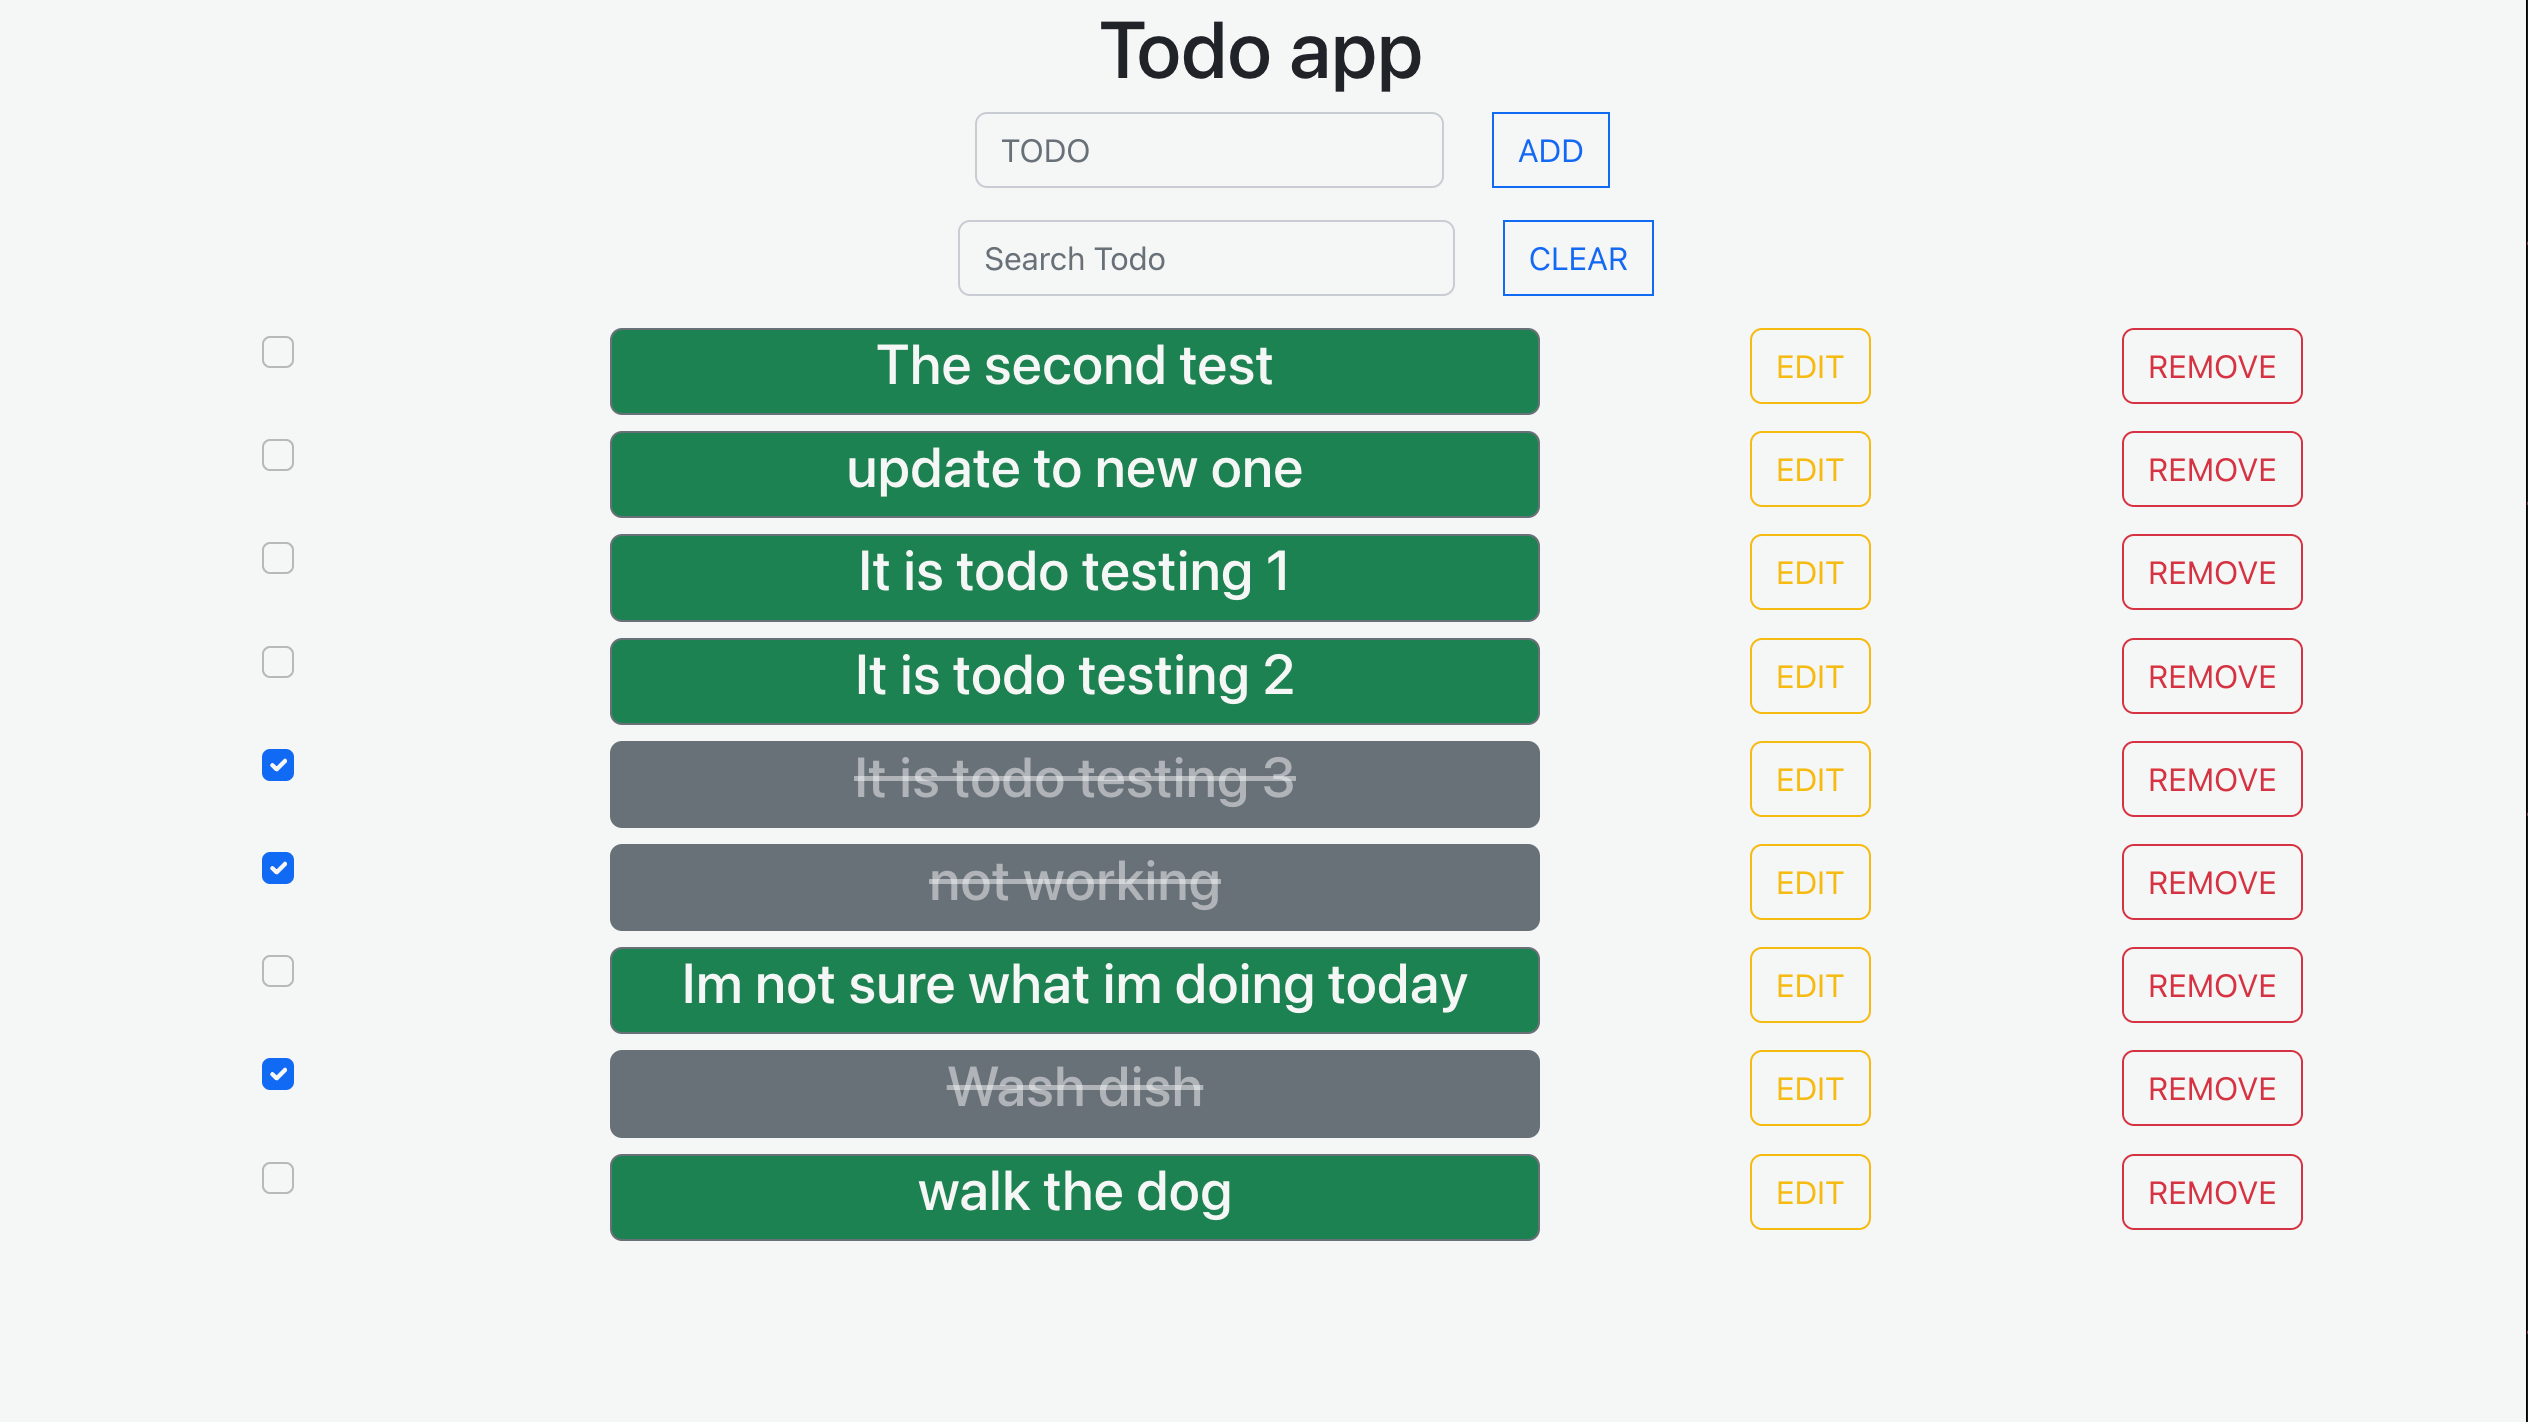 Todo app
TODO ADD
Search Todo CLEAR
The second test EDIT REMOVE
update to new one EDIT REMOVE
It is todo testing 1 EDIT REMOVE
It is todo testing 2 EDIT REMOVE
It is todo testing 3 EDIT REMOVE
not working EDIT REMOVE
Im not sure what im doing today EDIT REMOVE
Wash dish EDIT REMOVE
walk the dog EDIT REMOVE